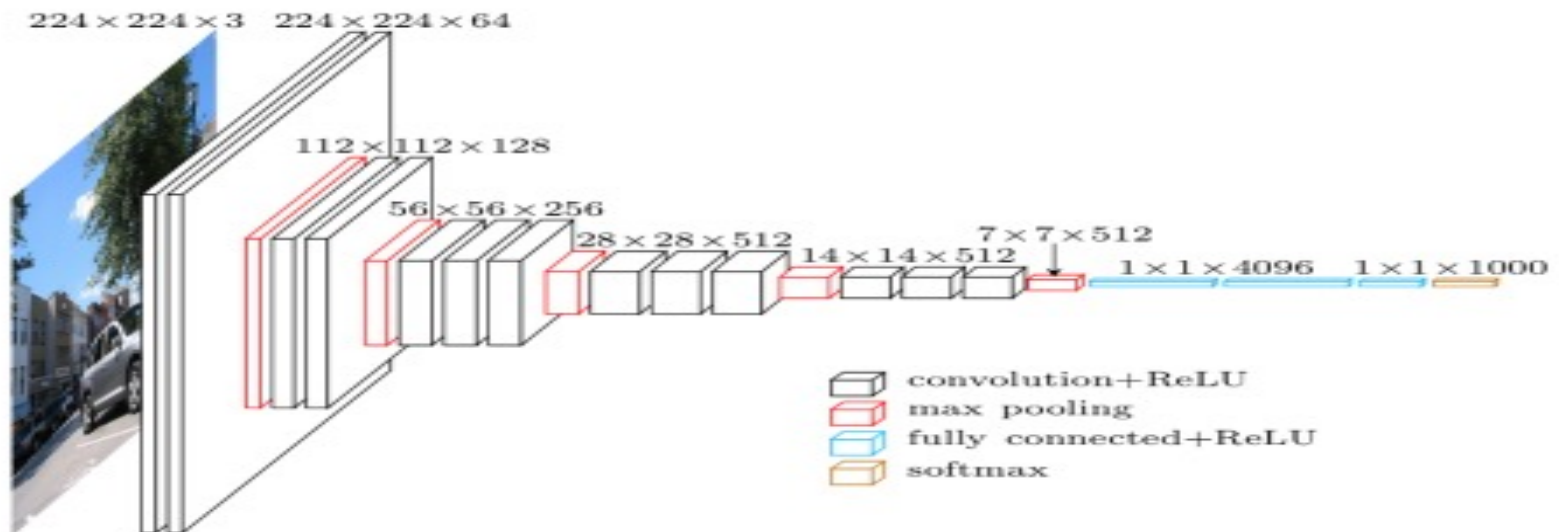 224 × 224 × 3
224 × 224 × 64
112 × 112 × 128
56 × 56 × 256
28 × 28 × 512
14 × 14 × 512
7 × 7 × 512
1 × 1 × 4096
1 × 1 × 1000
convolution+ReLU
max pooling
fully connected+ReLU
softmax